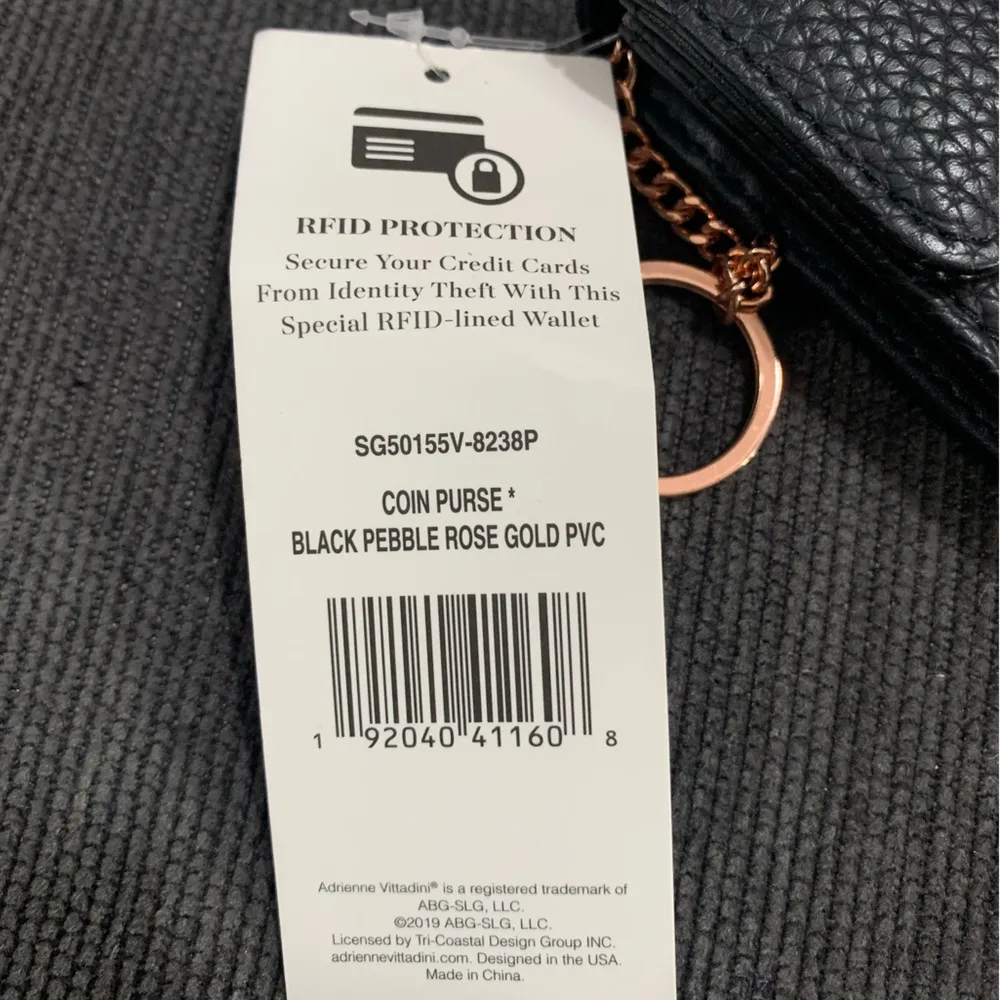 RFID PROTECTION
Secure Your Credit Cards
From Identity Theft With This
Special RFID-lined Wallet
SG50155V-8238P
COIN PURSE *
BLACK PEBBLE ROSE GOLD PVC
1 92040 41160 8
Adrienne Vittadini® is a registered trademark of
ABG-SLG, LLC.
©2019 ABG-SLG, LLC.
Licensed by Tri-Coastal Design Group INC.
adriennevittadini.com. Designed in the USA.
Made in China.